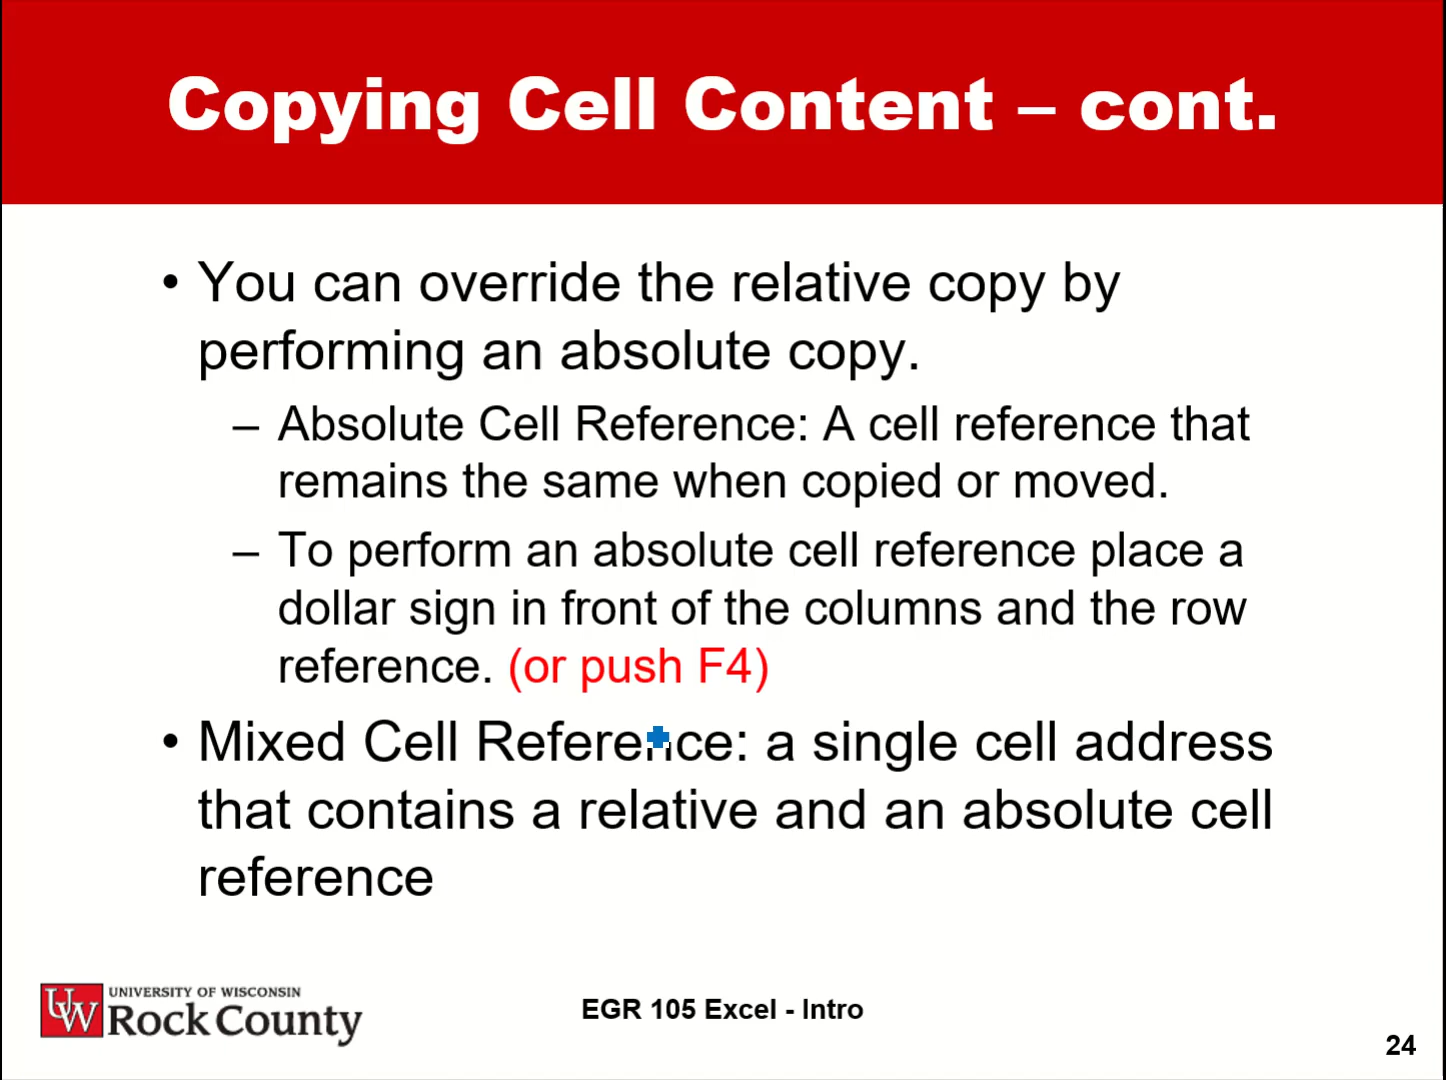 Copying Cell Content – cont.
• You can override the relative copy by
performing an absolute copy.
– Absolute Cell Reference: A cell reference that
remains the same when copied or moved.
– To perform an absolute cell reference place a
dollar sign in front of the columns and the row
reference. (or push F4)
• Mixed Cell Reference: a single cell address
that contains a relative and an absolute cell
reference
UW
UNIVERSITY OF WISCONSIN
Rock County
EGR 105 Excel - Intro
24